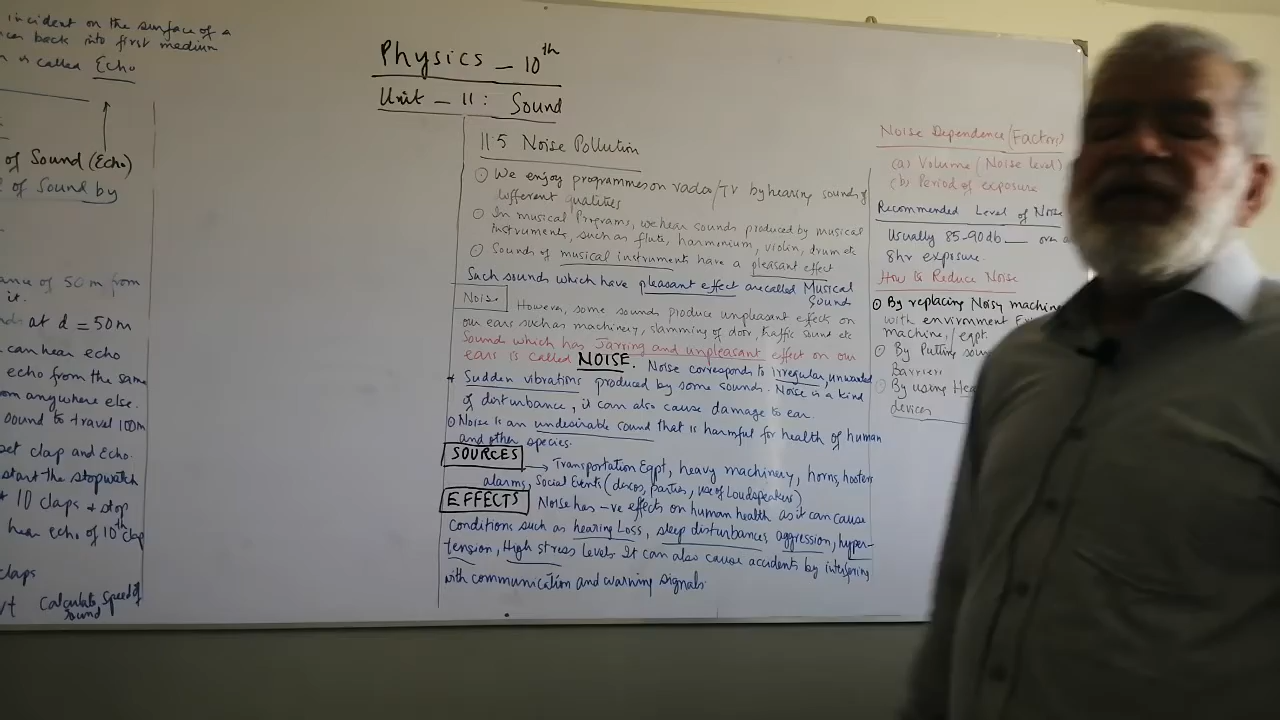 incident on the surface of a
back into first medium
is called Echo
of Sound (Echo)
of Sound by
ance of 50 m from
it.
at d = 50m
can hear echo
echo from the same
anywhere else.
sound to travel 100m
clap and Echo.
start the stopwatch
10 claps + stop
hear echo of 10th clap
claps
vt Calculate Speed of
Sound
Physics - 10th
Unit - 11: Sound
11.5 Noise Pollution
We enjoy programmes on radio/TV by hearing sounds of
different qualities
In musical Programs, we hear sounds produced by musical
instruments, such as flute, harmonium, violin, drum etc
Sounds of musical instruments have a pleasant effect
Such sounds which have pleasant effect are called Musical
Sound
Noise However, some sounds produce unpleasant effects on
our ears such as machinery, slamming of door, traffic sound etc
Sounds which has Jarring and unpleasant effect on our
ears is called NOISE. Noise corresponds to Irregular, unwanted
Sudden vibrations produced by some sounds. Noise is a kind
of disturbance, it can also cause damage to ear.
Noise is an undesirable sound that is harmful for health of human
and other species.
SOURCES → Transportation Eqpt, heavy machinery, horns, hooters
alarms, Social Events (discos, parties, use of Loudspeakers)
EFFECTS Noise has -ve effects on human health as it can cause
Conditions such as hearing Loss, sleep disturbances aggression, hyper-
tension, High stress levels It can also cause accidents by interfering
with communication and warning signals.
Noise Dependence/(Factors)
(a) Volume (Noise level)
(b) Period of exposure
Recommended Level of Noise
Usually 85-90db over
8hr exposure.
How to Reduce Noise
By replacing Noisy machine
with environment
machine/eqpt.
By Putting
Barriers
By using
devices